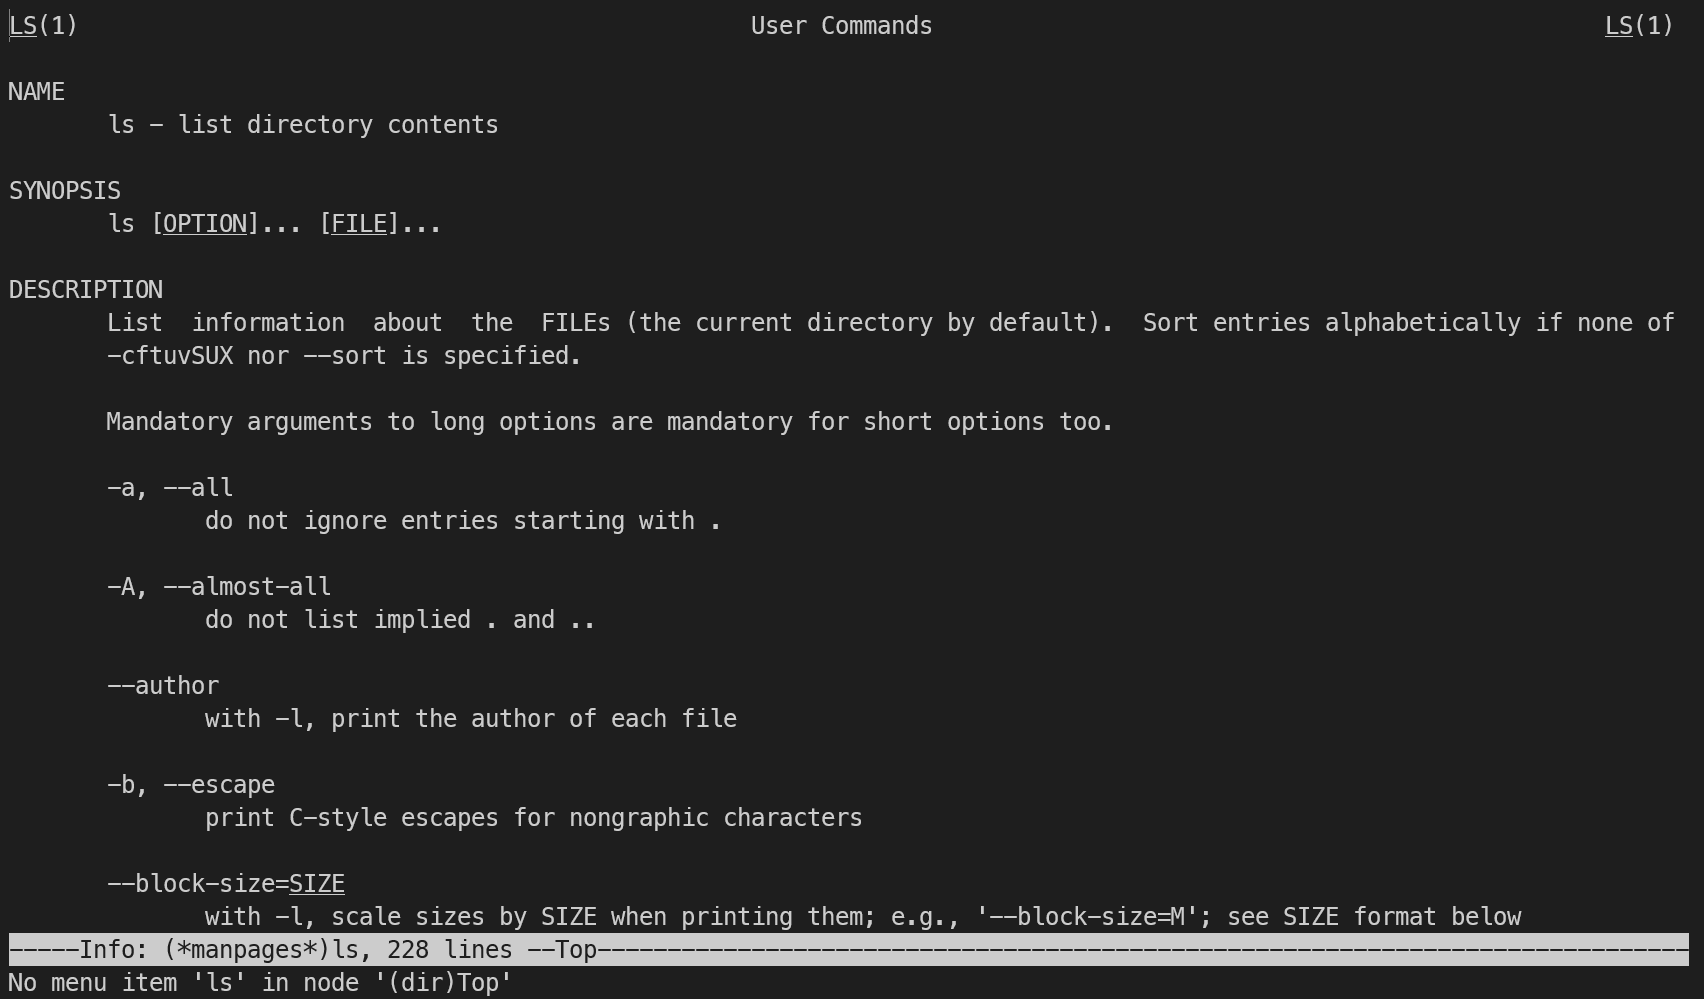 LS(1) User Commands LS(1)
NAME
ls - list directory contents
SYNOPSIS
ls [OPTION]... [FILE]...
DESCRIPTION
List information about the FILEs (the current directory by default). Sort entries alphabetically if none of
-cftuvSUX nor --sort is specified.
Mandatory arguments to long options are mandatory for short options too.
-a, --all
do not ignore entries starting with .
-A, --almost-all
do not list implied . and ..
--author
with -l, print the author of each file
-b, --escape
print C-style escapes for nongraphic characters
--block-size=SIZE
with -l, scale sizes by SIZE when printing them; e.g., '--block-size=M'; see SIZE format below
-----Info: (*manpages*)ls, 228 lines --Top------------------------------------------------------------------------------
No menu item 'ls' in node '(dir)Top'